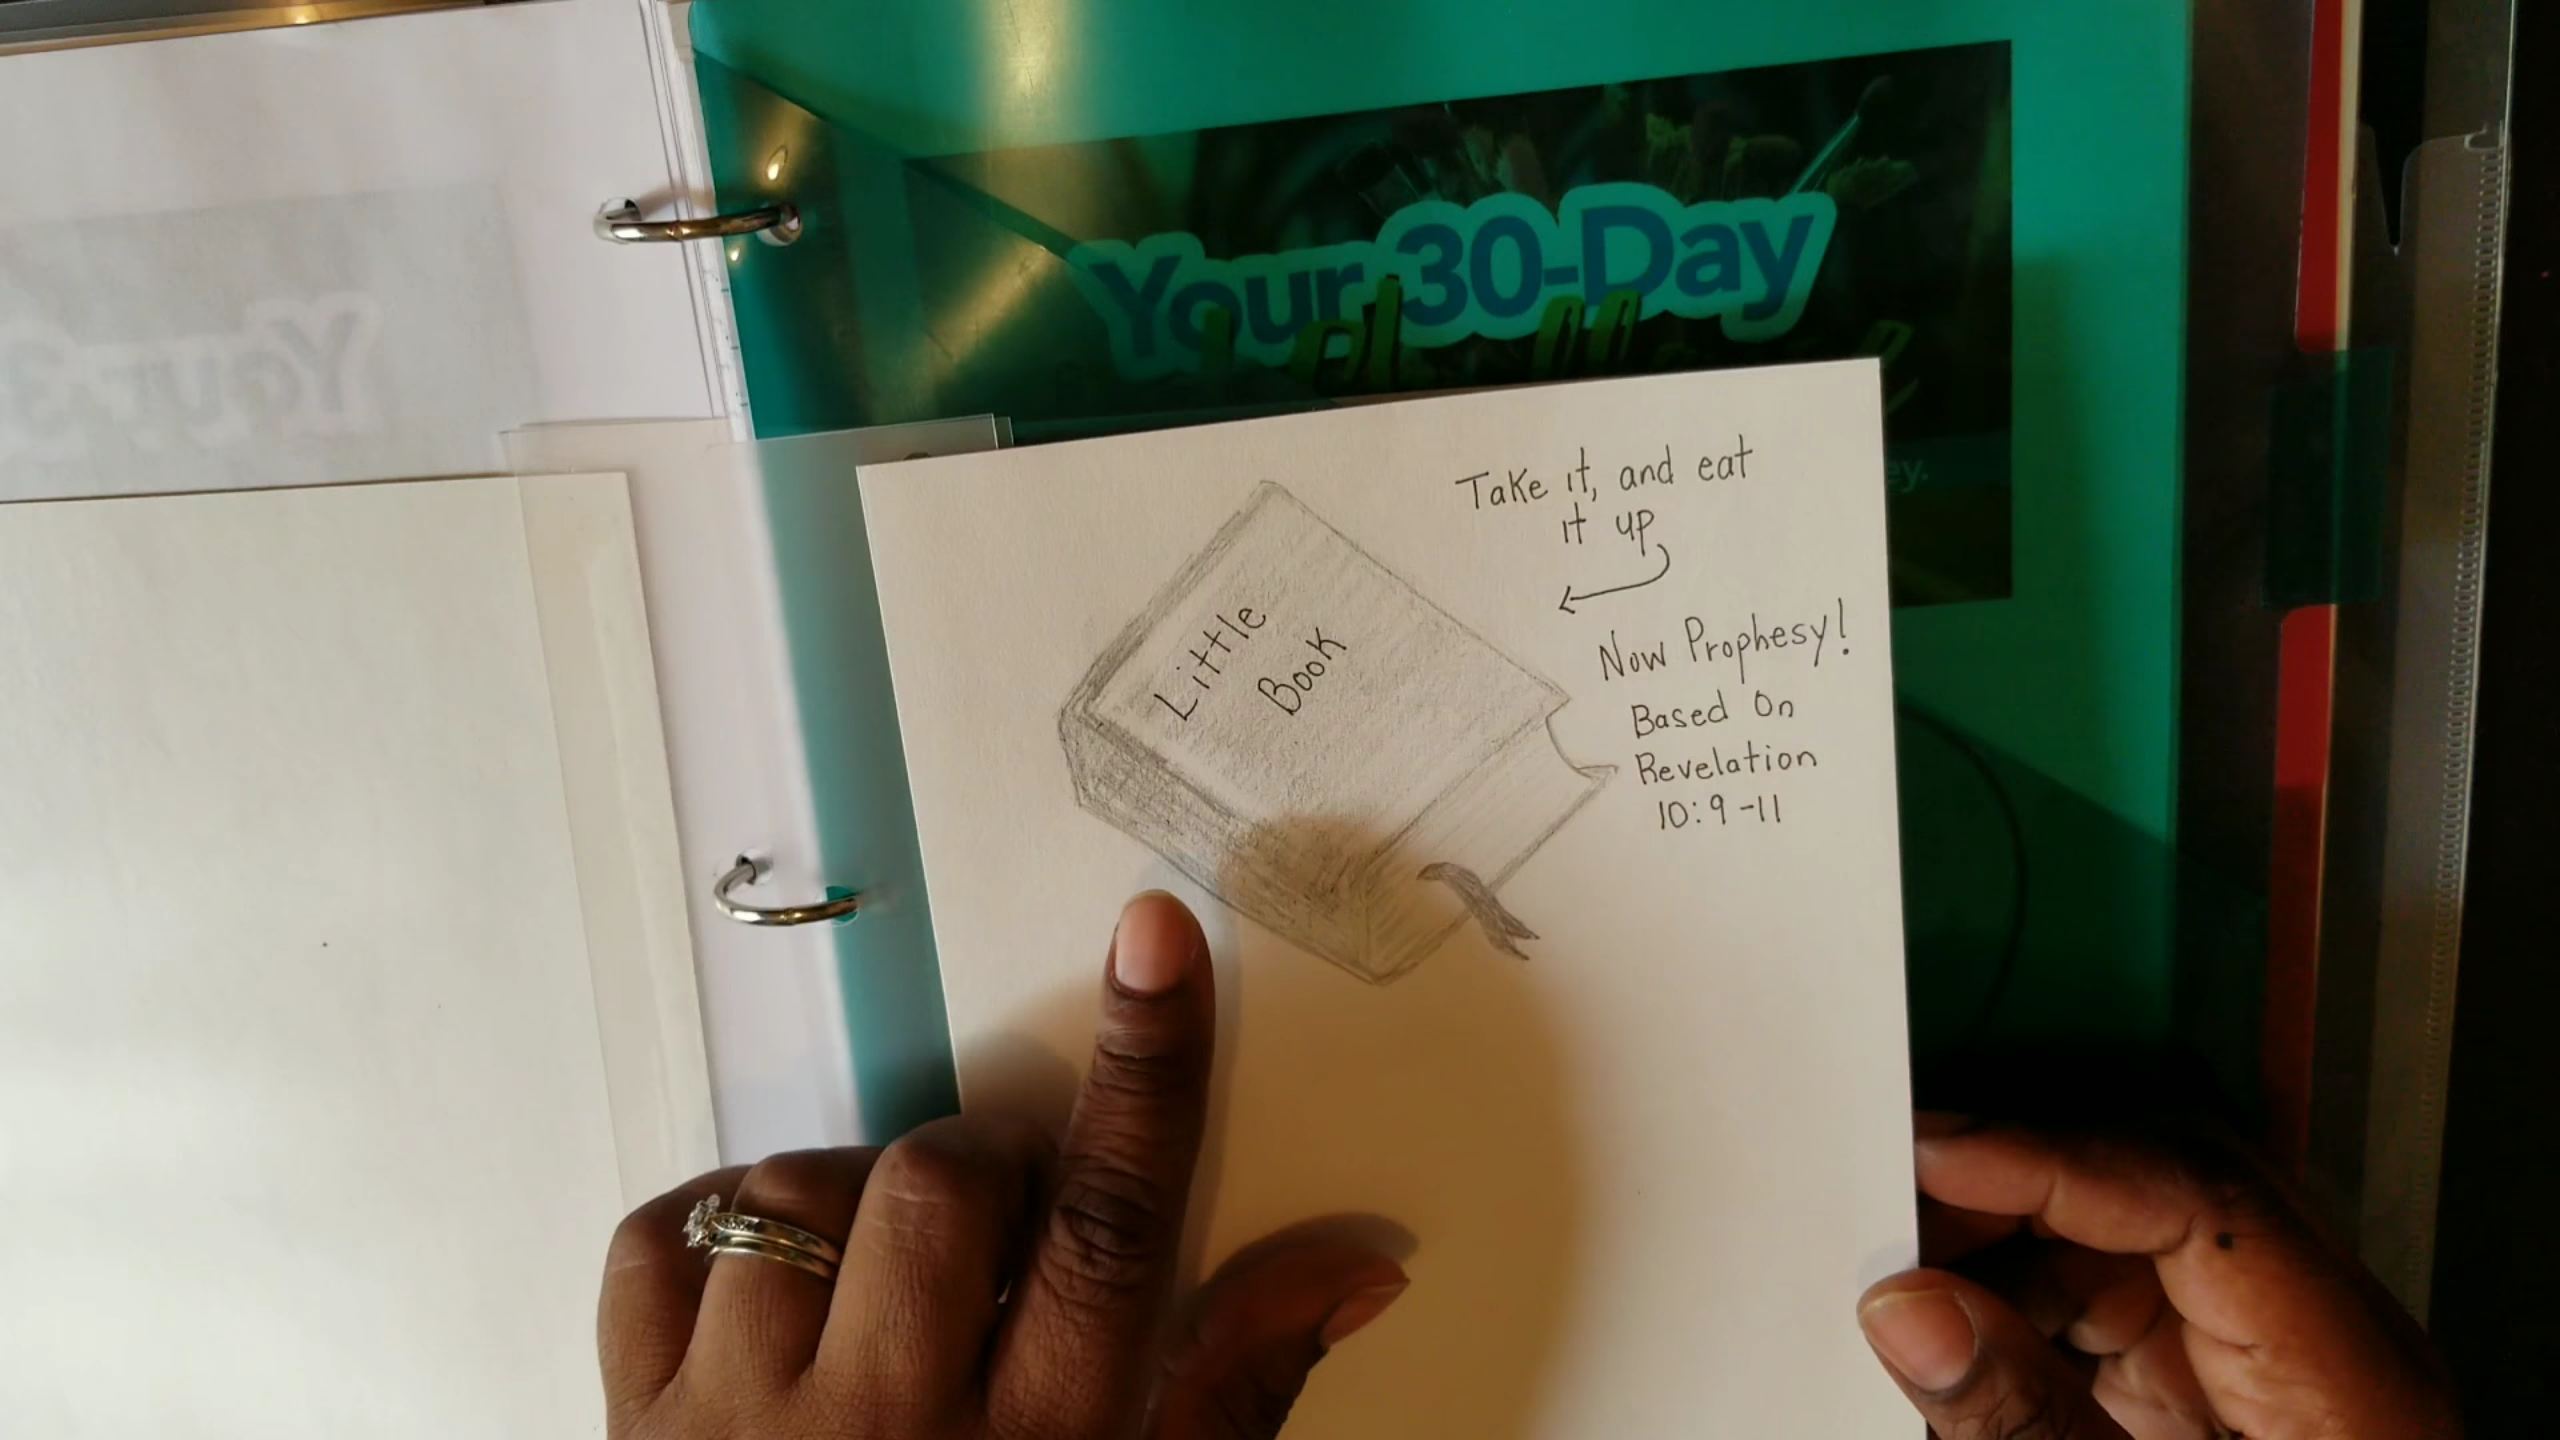 Your 30-Day
ey.
Take it, and eat
it up
Little
Book
Now Prophesy!
Based On
Revelation
10:9-11